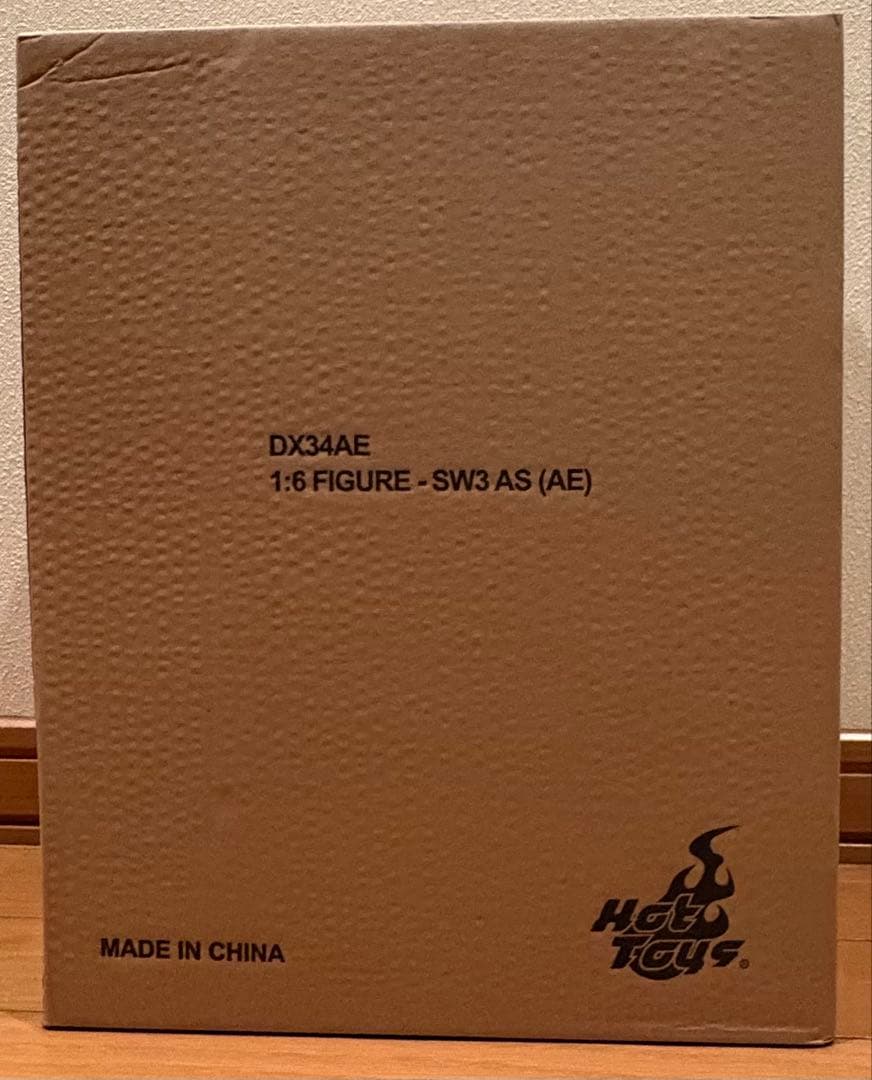 DX34AE
1:6 FIGURE - SW3 AS (AE)
MADE IN CHINA
Hot
Toys®